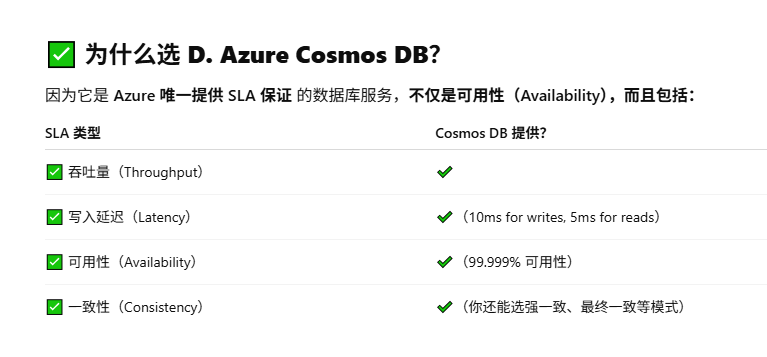 ✅ 为什么选 D. Azure Cosmos DB？
因为它是 Azure 唯一提供 SLA 保证 的数据库服务，不仅是可用性（Availability），而且包括：
SLA 类型 Cosmos DB 提供？
✅ 吞吐量（Throughput） ✔
✅ 写入延迟（Latency） ✔（10ms for writes, 5ms for reads）
✅ 可用性（Availability） ✔（99.999% 可用性）
✅ 一致性（Consistency） ✔（你还能选强一致、最终一致等模式）